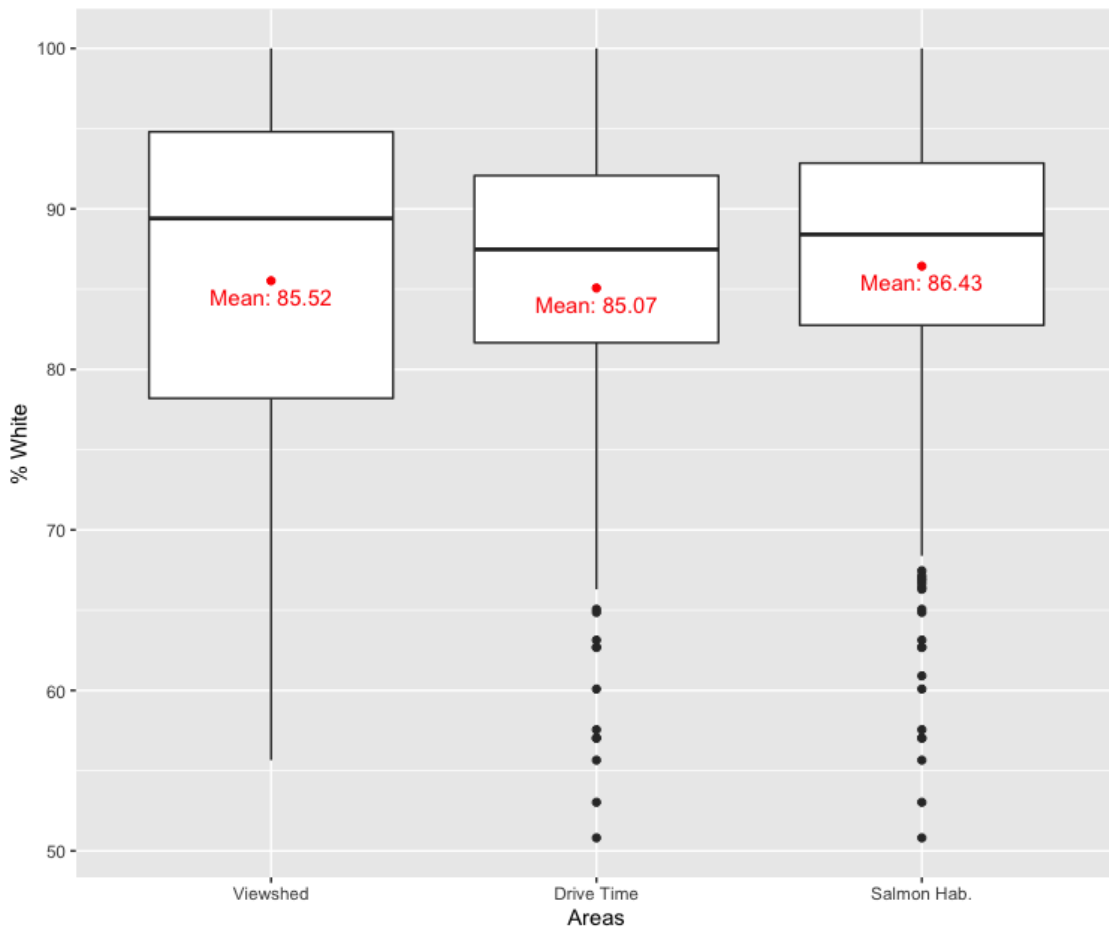 100
90
80
70
60
50
% White
Mean: 85.52
Mean: 85.07
Mean: 86.43
Viewshed
Drive Time
Salmon Hab.
Areas